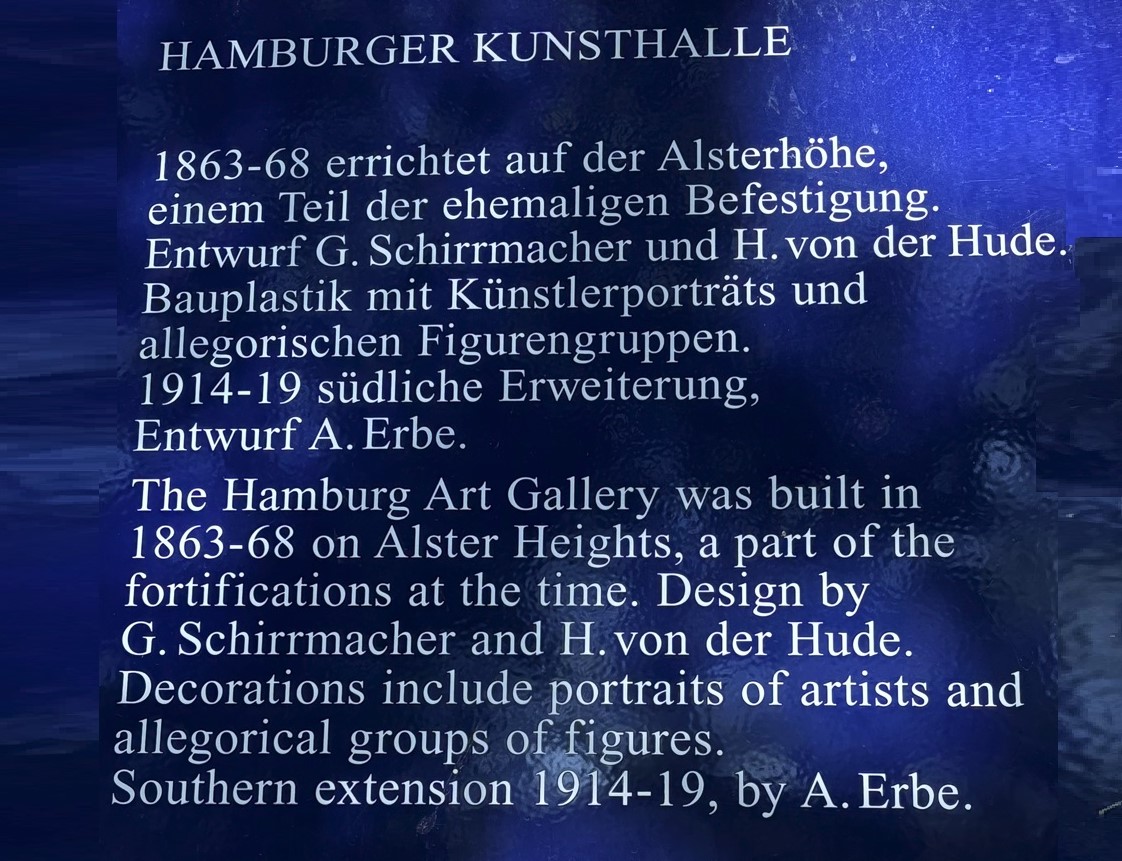 HAMBURGER KUNSTHALLE
1863-68 errichtet auf der Alsterhöhe,
einem Teil der ehemaligen Befestigung.
Entwurf G. Schirrmacher und H. von der Hude.
Bauplastik mit Künstlerporträts und
allegorischen Figurengruppen.
1914-19 südliche Erweiterung,
Entwurf A. Erbe.
The Hamburg Art Gallery was built in
1863-68 on Alster Heights, a part of the
fortifications at the time. Design by
G. Schirrmacher and H. von der Hude.
Decorations include portraits of artists and
allegorical groups of figures.
Southern extension 1914-19, by A. Erbe.